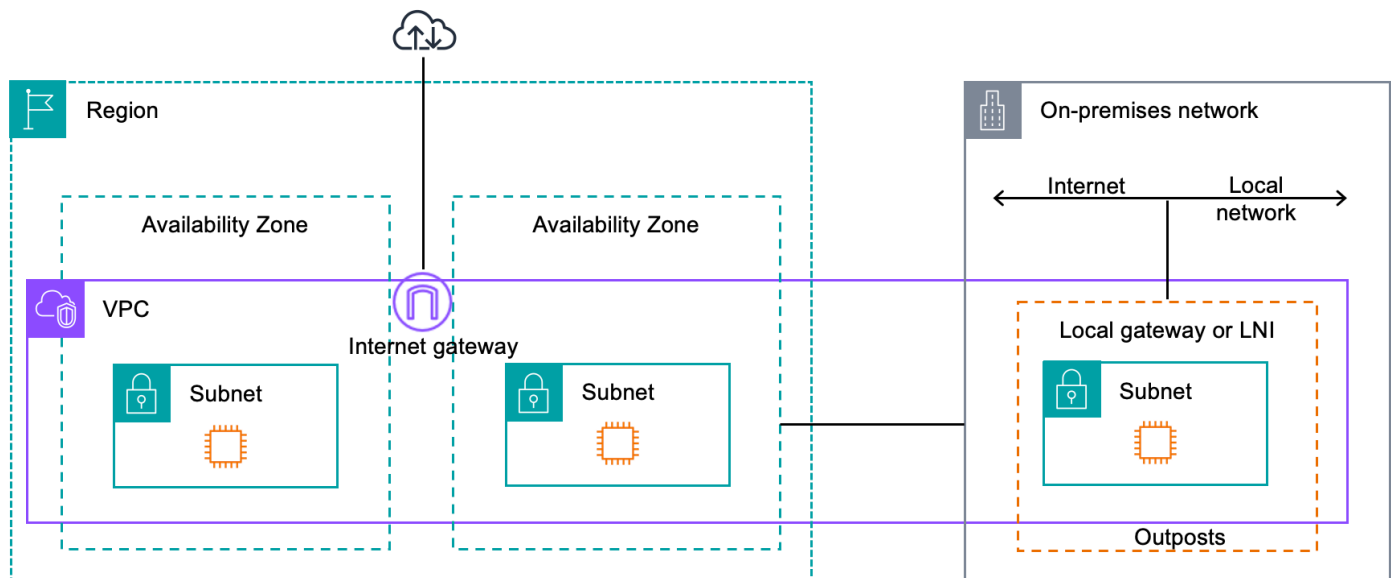 Region
On-premises network
Internet
Local
network
Availability Zone
Availability Zone
VPC
Internet gateway
Local gateway or LNI
Subnet
Subnet
Subnet
Outposts